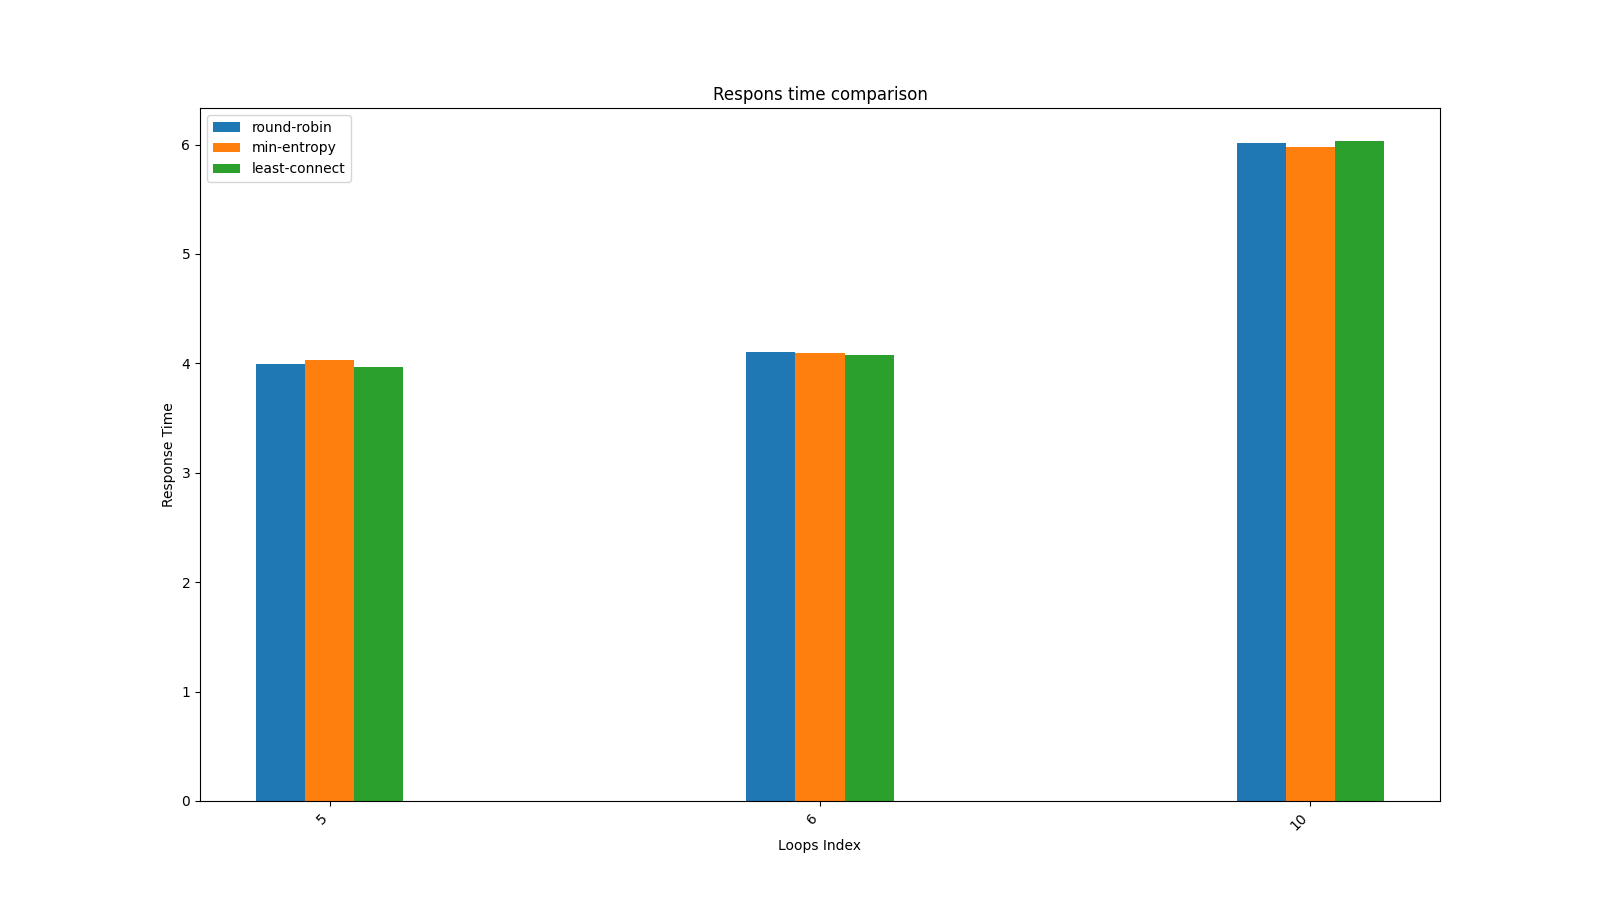 Respons time comparison
round-robin
min-entropy
least-connect
6
5
4
3
2
1
0
Response Time
5
6
10
Loops Index